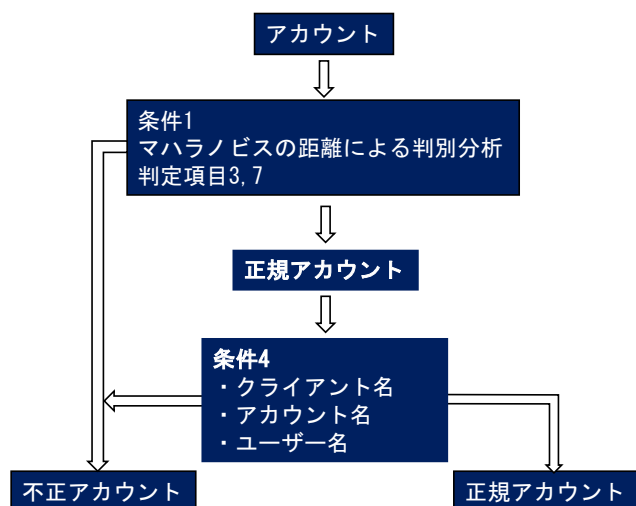 アカウント
条件1
マハラノビスの距離による判別分析
判定項目3,7
正規アカウント
条件4
・クライアント名
・アカウント名
・ユーザー名
不正アカウント
正規アカウント